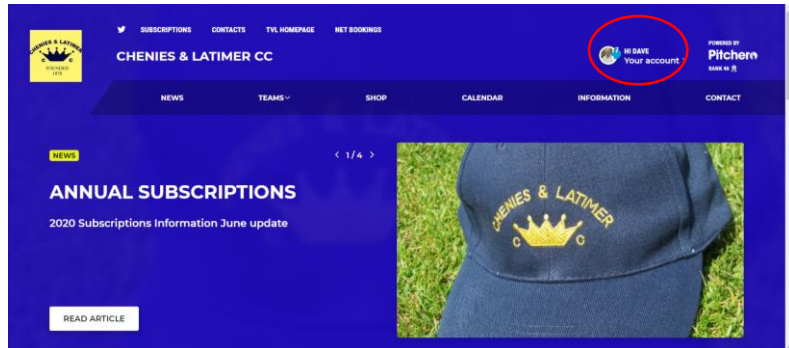 SUBSCRIPTIONS CONTACTS TVL HOMEPAGE NET BOOKINGS
CHENIES & LATIMER
FOUNDED
CHENIES & LATIMER CC
HI DAVE
Your account
POWERED BY
Pitchero
RANK 46
NEWS TEAMS SHOP CALENDAR INFORMATION CONTACT
NEWS
< 1/4 >
ANNUAL SUBSCRIPTIONS
2020 Subscriptions Information June update
READ ARTICLE
CHENIES & LATIMER
C C